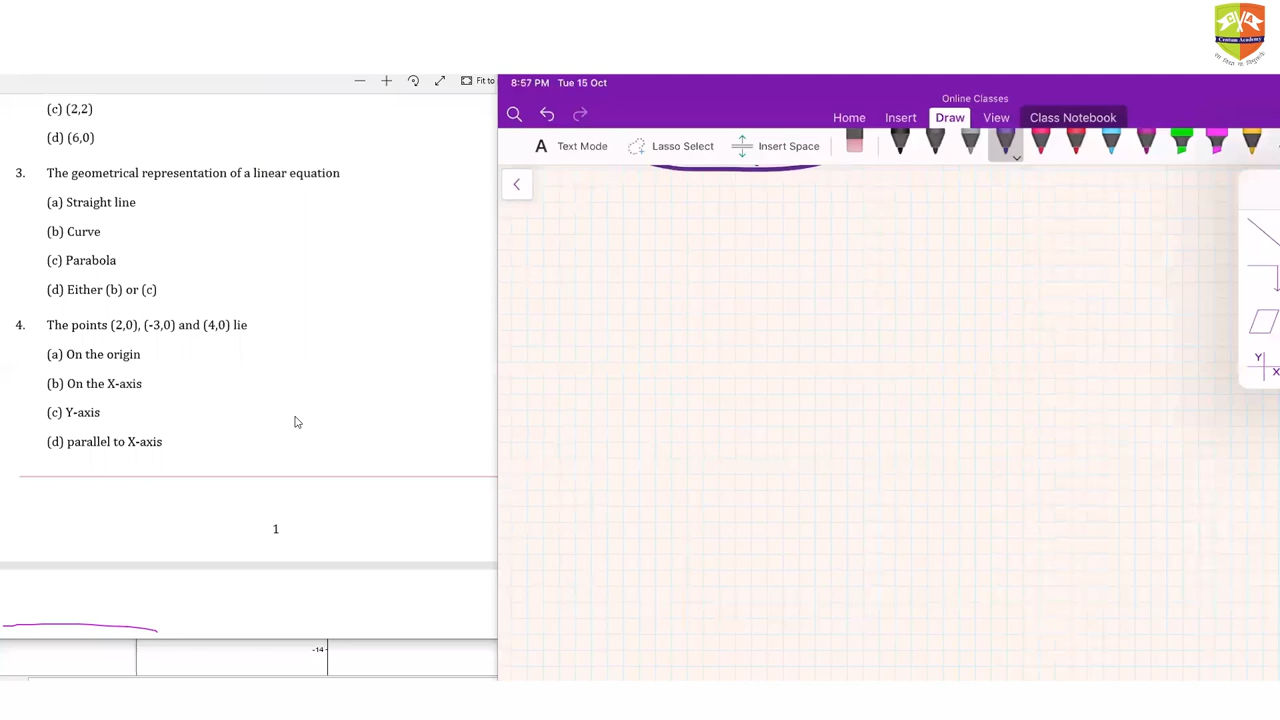 CA
Centum Academy
Fit to
8:57 PM Tue 15 Oct
Online Classes
Home Insert Draw View Class Notebook
A Text Mode Lasso Select Insert Space
(c) (2,2)
(d) (6,0)
3. The geometrical representation of a linear equation
(a) Straight line
(b) Curve
(c) Parabola
(d) Either (b) or (c)
4. The points (2,0), (-3,0) and (4,0) lie
(a) On the origin
(b) On the X-axis
(c) Y-axis
(d) parallel to X-axis
1
-14
Y
X